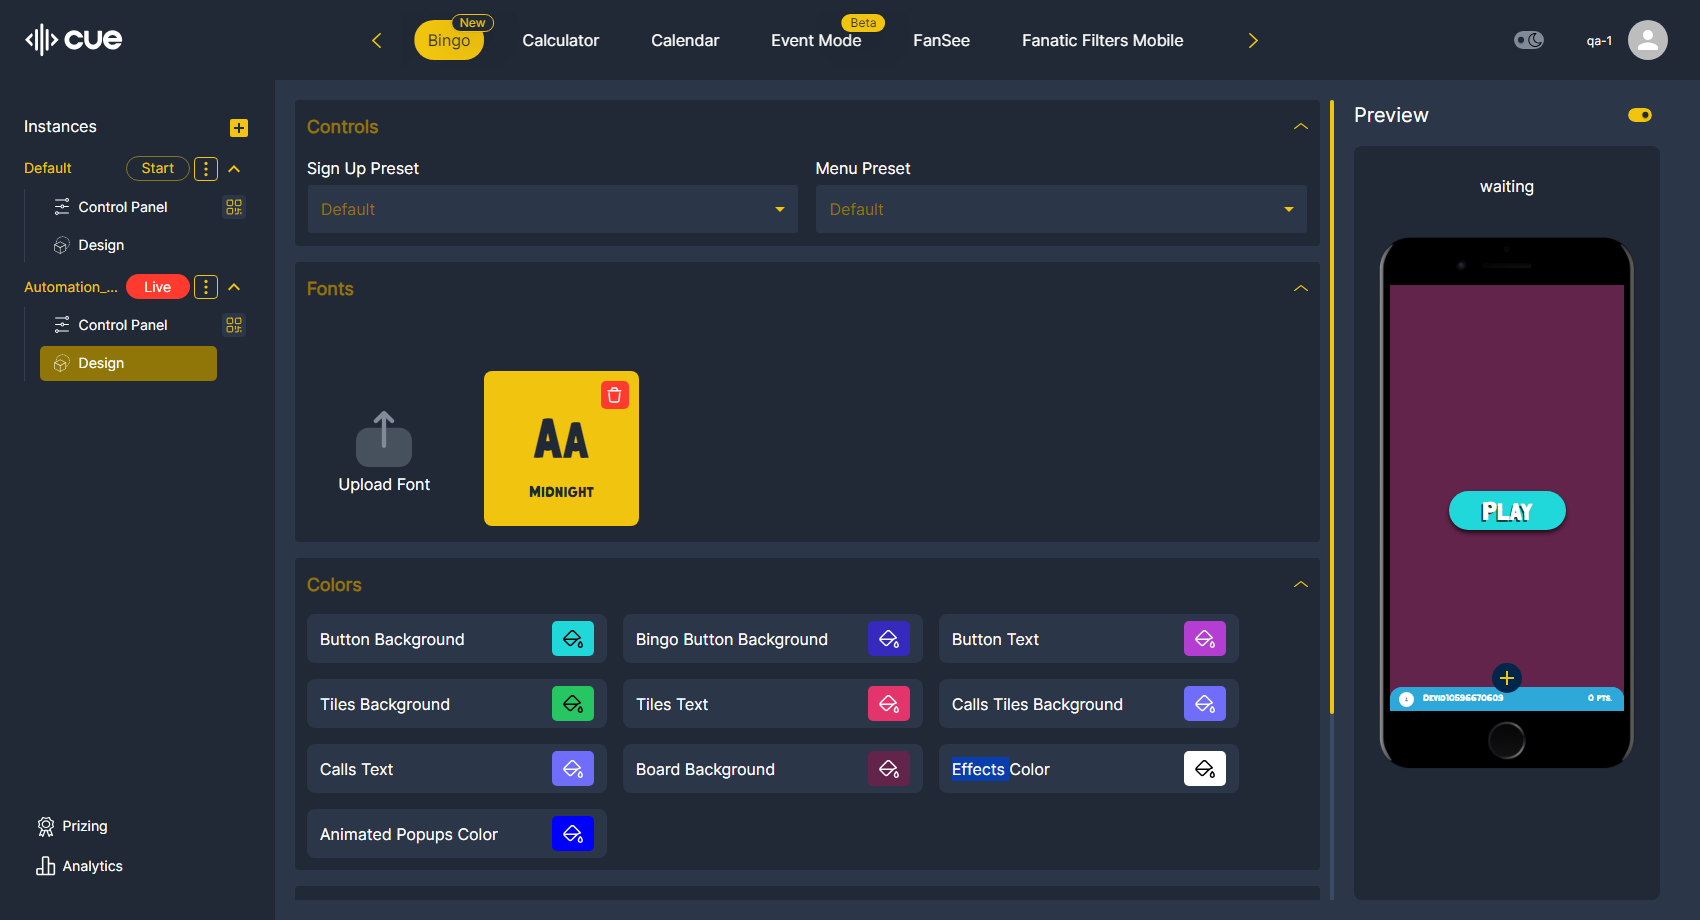 cue
Bingo
New
Calculator
Calendar
Event Mode
Beta
FanSee
Fanatic Filters Mobile
qa-1
Instances
Default
Start
Control Panel
Design
Automation_...
Live
Control Panel
Design
Prizing
Analytics
Controls
Sign Up Preset
Menu Preset
Default
Default
Fonts
Upload Font
AA
MIDNIGHT
Colors
Button Background
Bingo Button Background
Button Text
Tiles Background
Tiles Text
Calls Tiles Background
Calls Text
Board Background
Effects Color
Animated Popups Color
Preview
waiting
PLAY
DEVID10596670609
0 PTS.